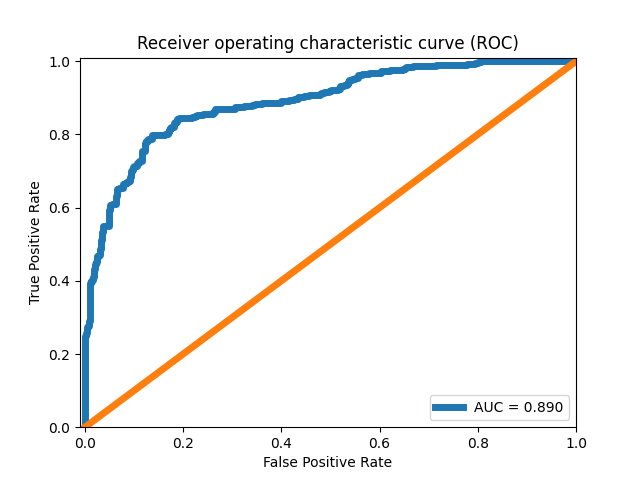 Receiver operating characteristic curve (ROC)
1.0
0.8
0.6
0.4
0.2
0.0
True Positive Rate
AUC = 0.890
0.0 0.2 0.4 0.6 0.8 1.0
False Positive Rate